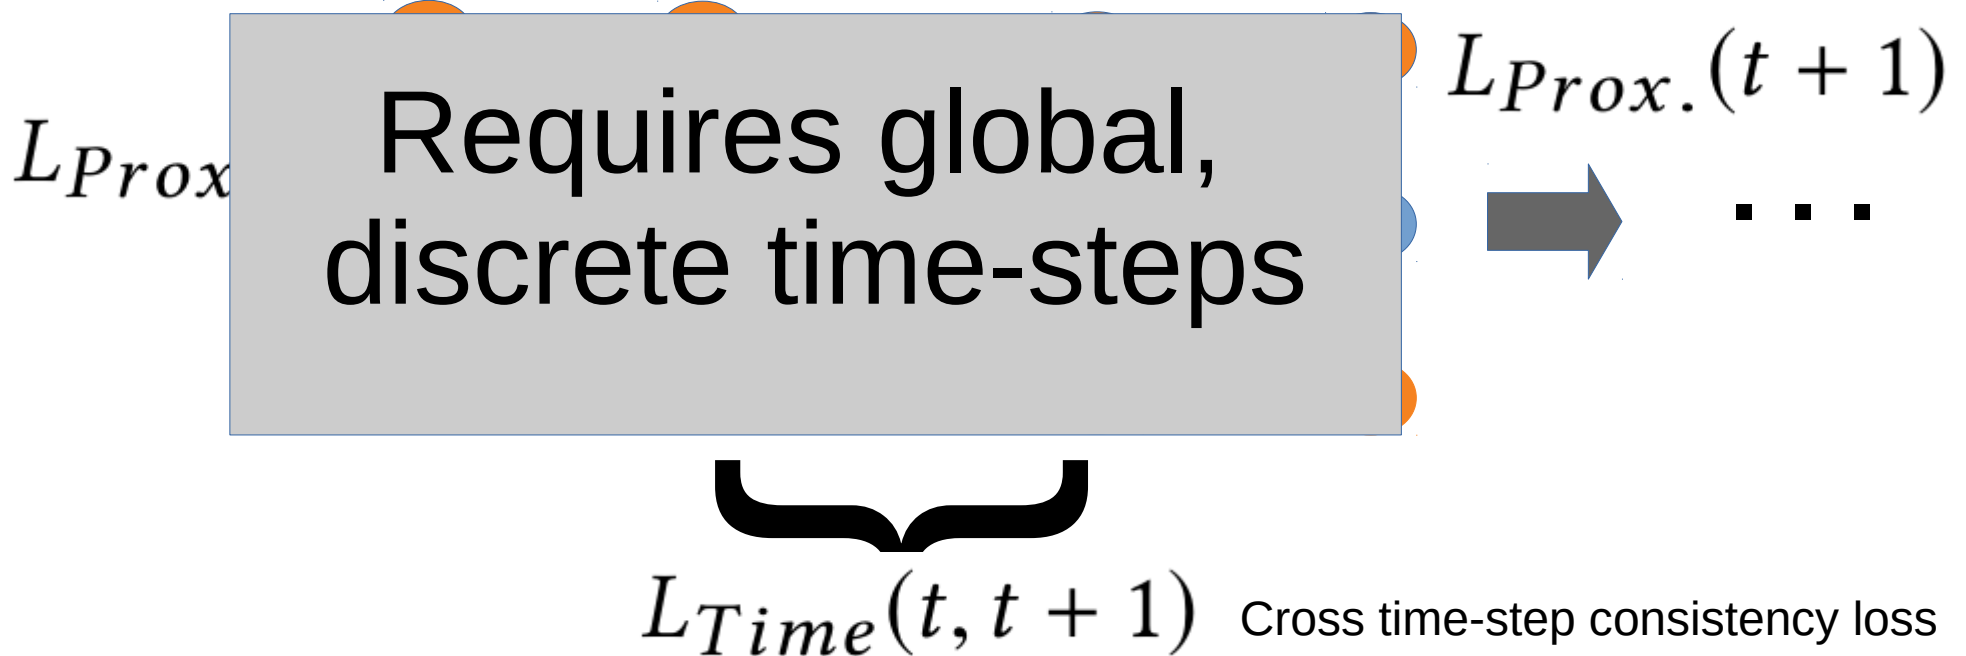 L_{Prox.}(t + 1)
L_{Prox
Requires global,
discrete time-steps
. . .
L_{Time}(t, t + 1)
Cross time-step consistency loss